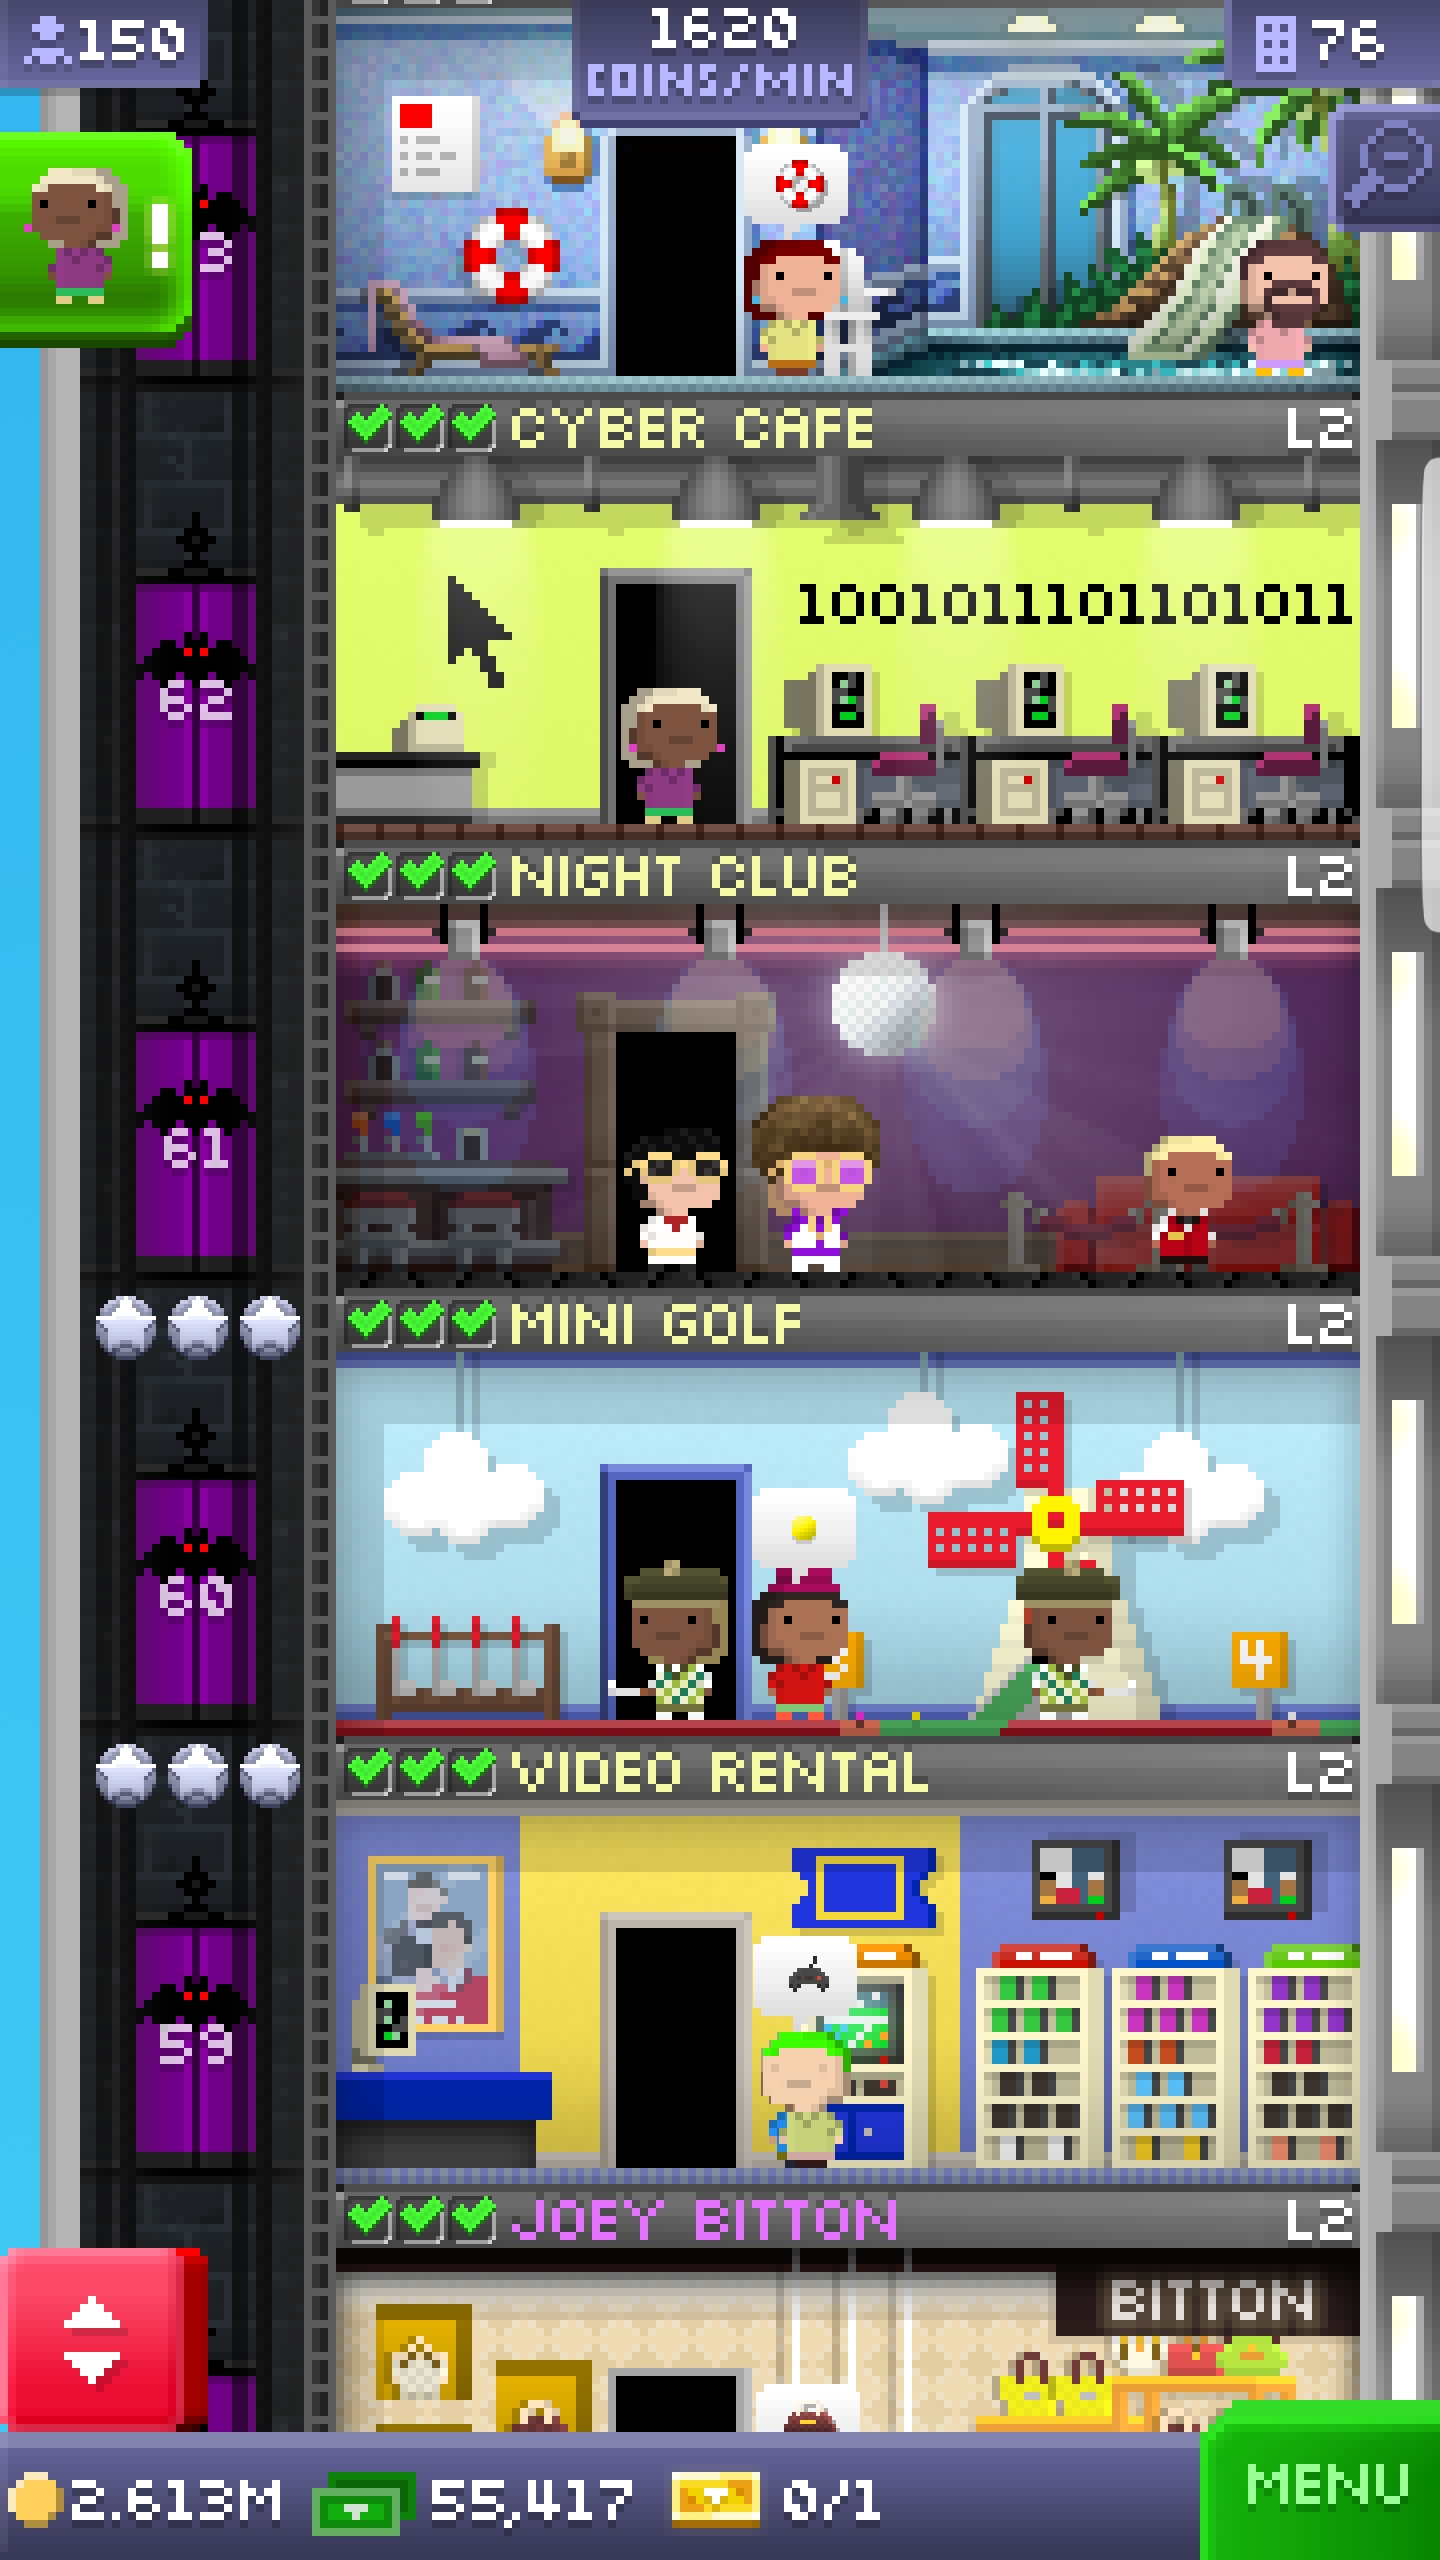 150
1620
COINS/MIN
76
!
3
CYBER CAFE L2
62
1001011101101011
NIGHT CLUB L2
61
MINI GOLF L2
60
4
VIDEO RENTAL L2
59
JOEY BITTON L2
BITTON
2.613M 55,417 0/1
MENU